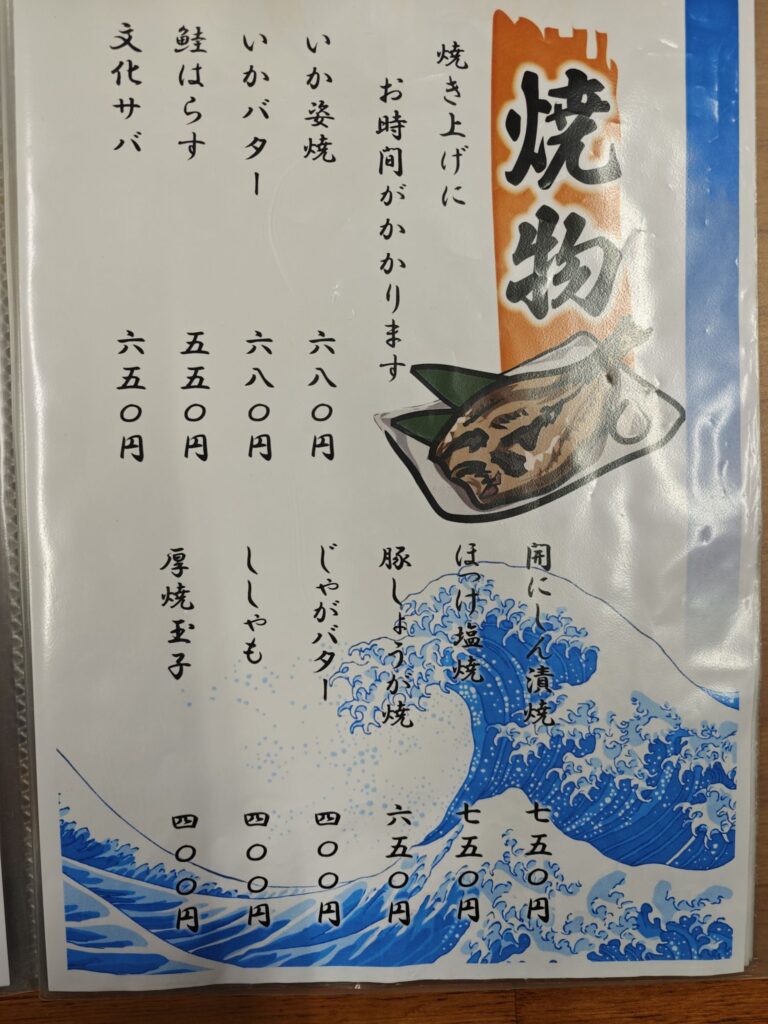 焼物
焼き上げに
お時間がかかります
いか姿焼 六八〇円
いかバター 六八〇円
鮭はらす 五五〇円
文化サバ 六五〇円
開にしん漬焼 七五〇円
ほっけ塩焼 七五〇円
豚しょうが焼 六五〇円
じゃがバター 四〇〇円
ししゃも 四〇〇円
厚焼玉子 四〇〇円